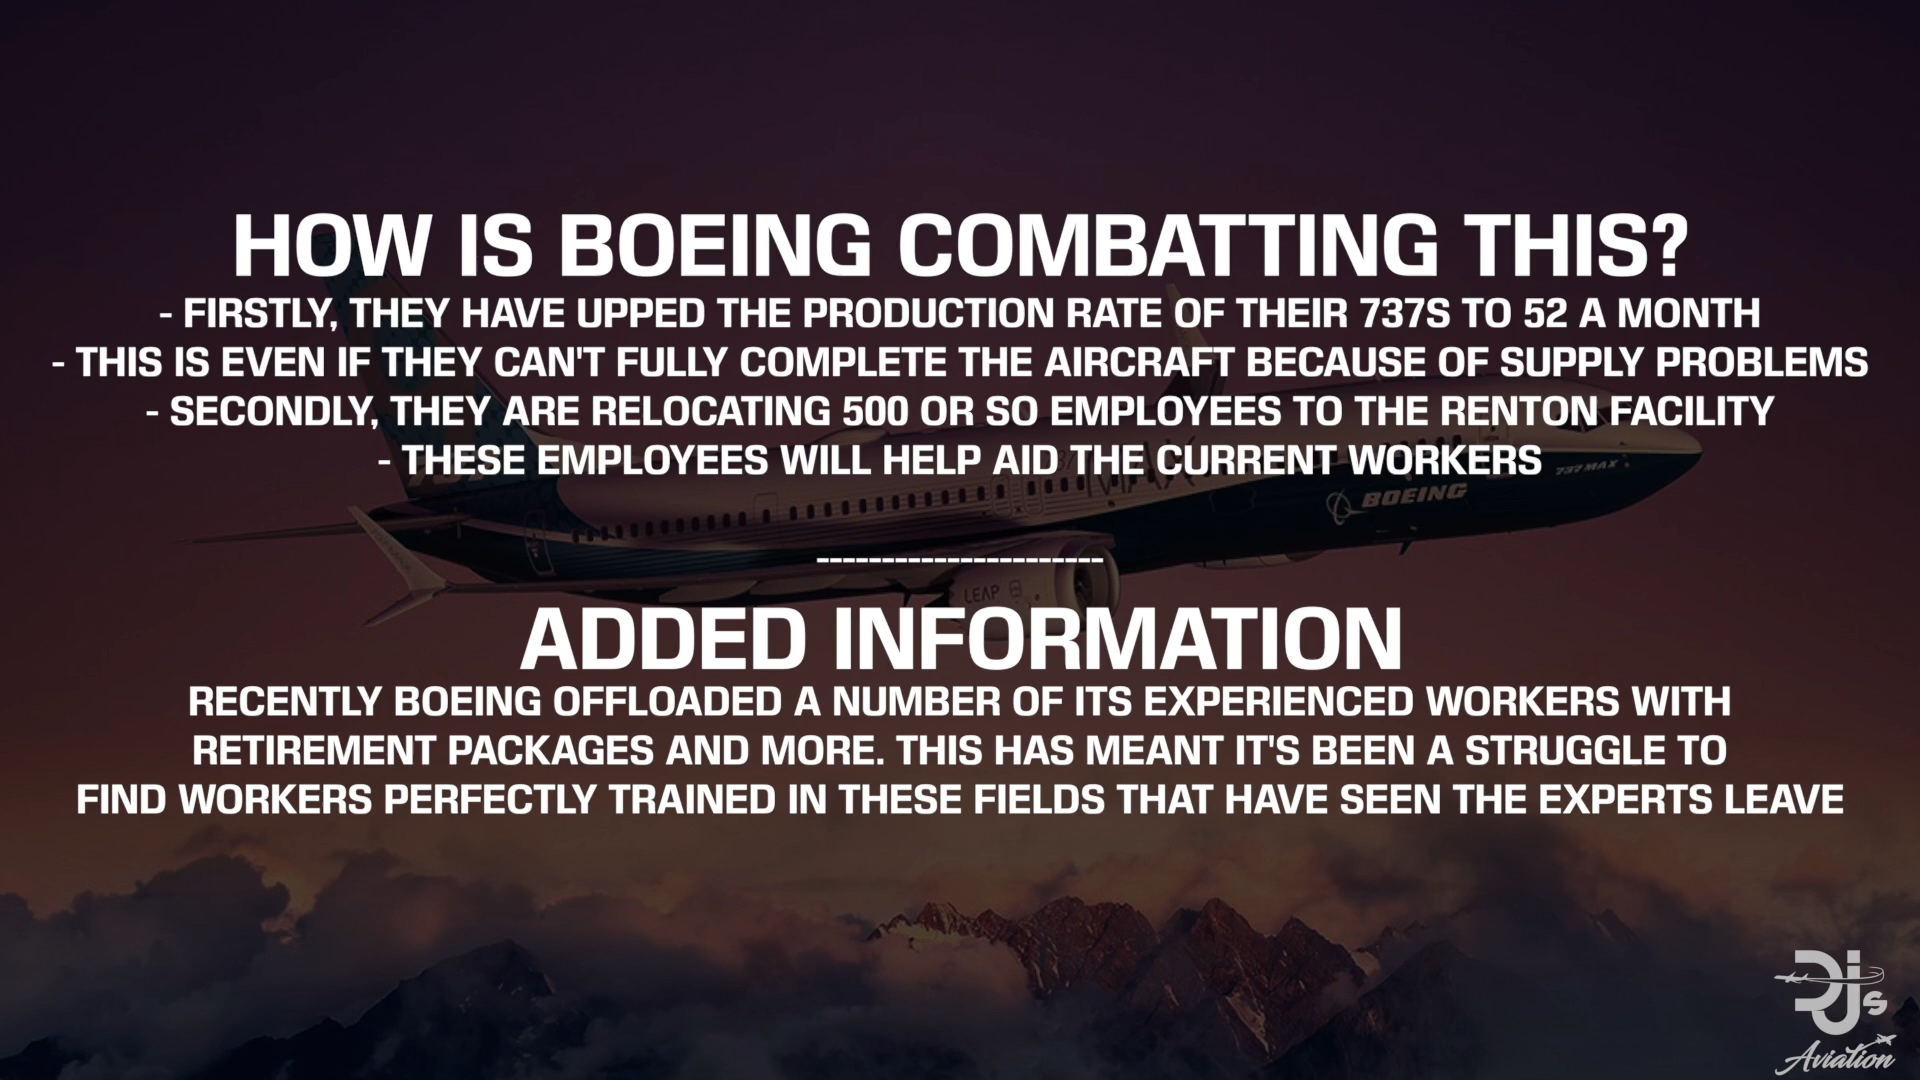 HOW IS BOEING COMBATTING THIS?
- FIRSTLY, THEY HAVE UPPED THE PRODUCTION RATE OF THEIR 737S TO 52 A MONTH
- THIS IS EVEN IF THEY CAN'T FULLY COMPLETE THE AIRCRAFT BECAUSE OF SUPPLY PROBLEMS
- SECONDLY, THEY ARE RELOCATING 500 OR SO EMPLOYEES TO THE RENTON FACILITY
- THESE EMPLOYEES WILL HELP AID THE CURRENT WORKERS
737 MAX
BOEING
----------------------
LEAP
ADDED INFORMATION
RECENTLY BOEING OFFLOADED A NUMBER OF ITS EXPERIENCED WORKERS WITH
RETIREMENT PACKAGES AND MORE. THIS HAS MEANT IT'S BEEN A STRUGGLE TO
FIND WORKERS PERFECTLY TRAINED IN THESE FIELDS THAT HAVE SEEN THE EXPERTS LEAVE
DJs
Aviation